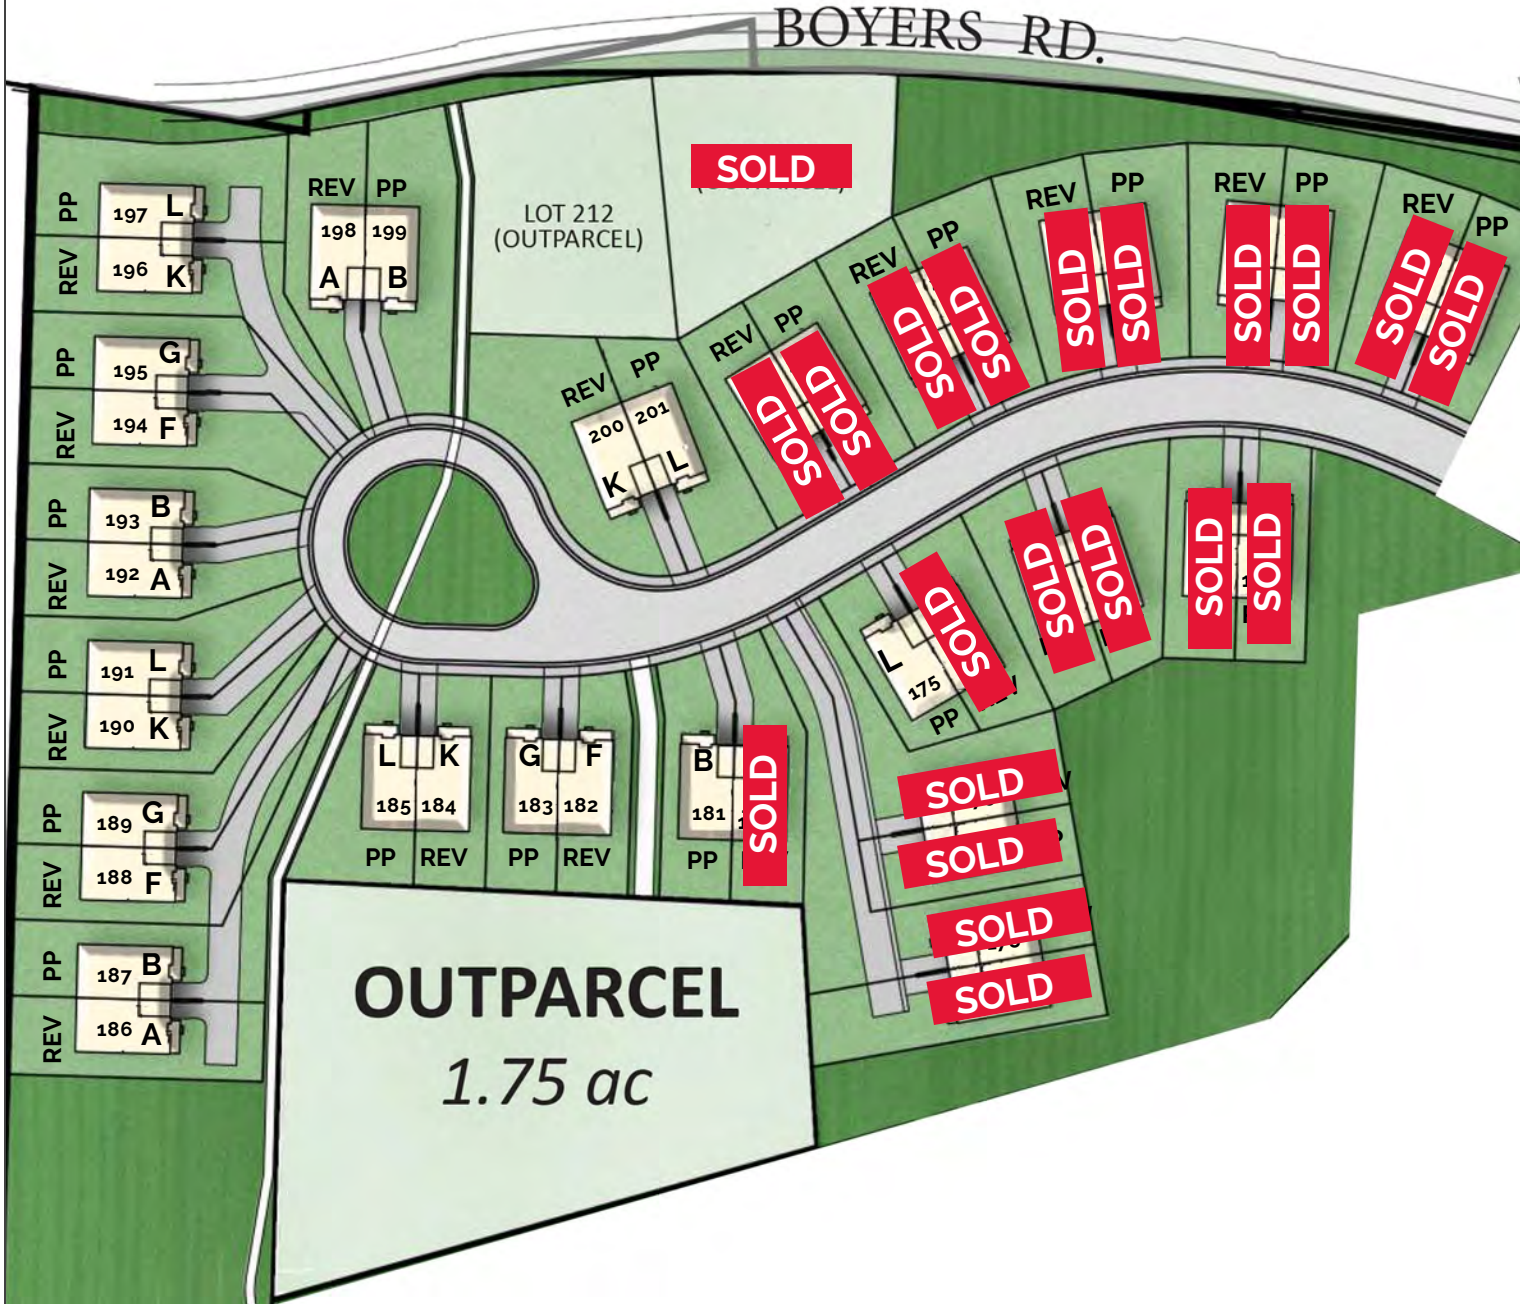 BOYERS RD.
SOLD
LOT 212
(OUTPARCEL)
PP
197 L
REV
196 K
REV PP
198 199
A B
PP
195 G
REV
194 F
PP
193 B
REV
192 A
PP
191 L
REV
190 K
PP
189 G
REV
188 F
PP
187 B
REV
186 A
REV PP
200 201
K L
REV PP
SOLD SOLD
REV PP
SOLD SOLD
REV PP
SOLD SOLD
REV PP
SOLD SOLD
REV PP
SOLD SOLD
L K
185 184
PP REV
G F
183 182
PP REV
B
181 SOLD
PP
L
175 SOLD
PP
SOLD SOLD
SOLD SOLD
SOLD
SOLD
SOLD
SOLD
OUTPARCEL
1.75 ac